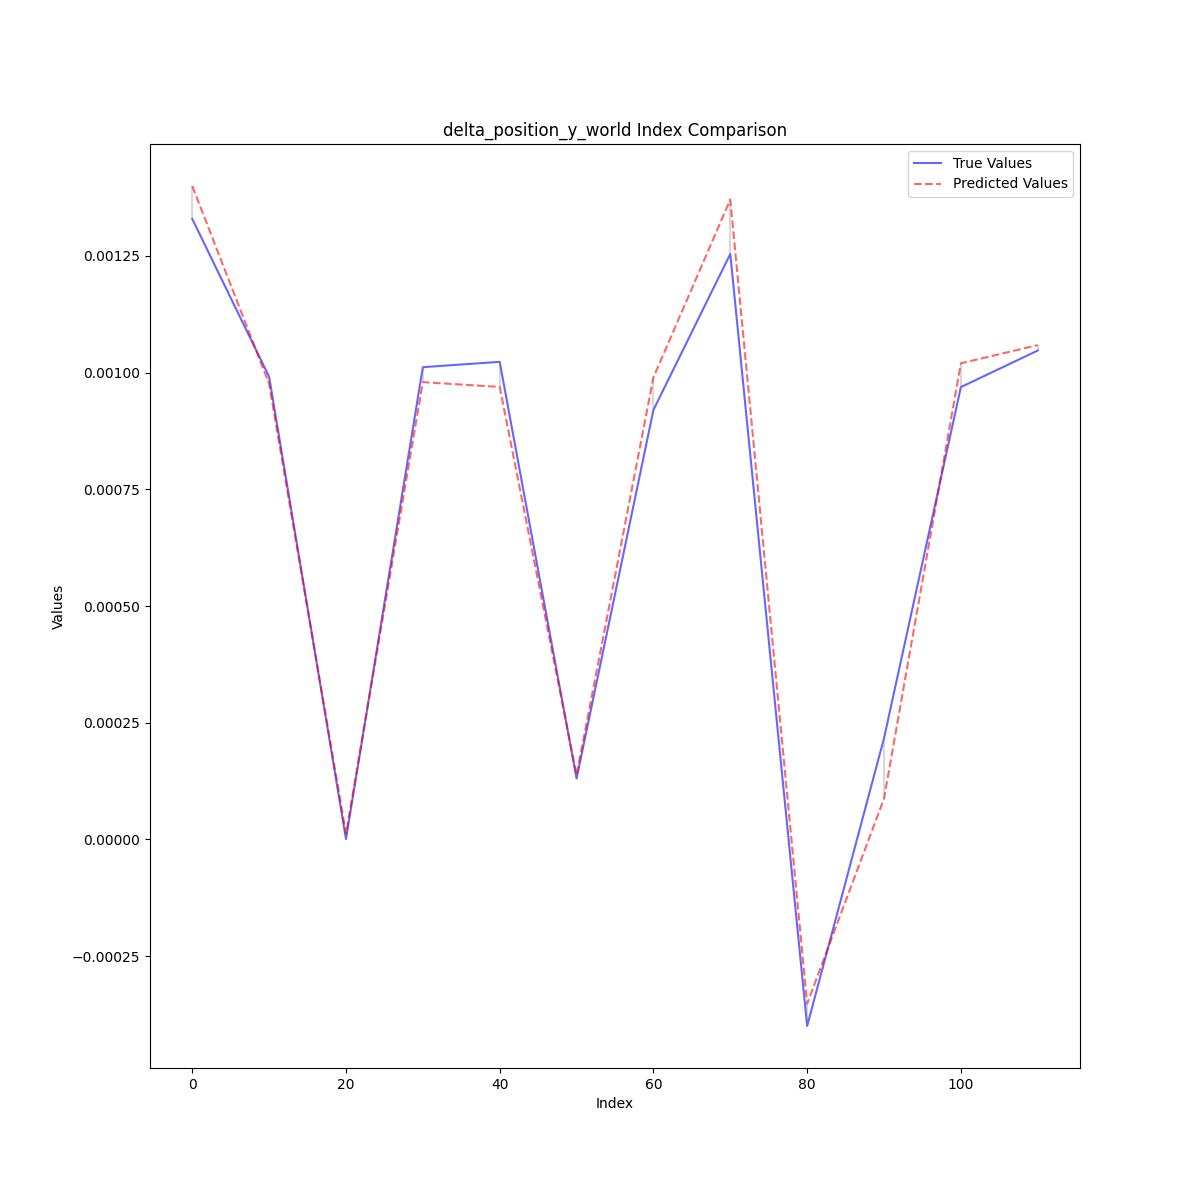 delta_position_y_world Index Comparison
True Values
Predicted Values
0.00125
0.00100
0.00075
0.00050
0.00025
0.00000
−0.00025
Values
0 20 40 60 80 100
Index